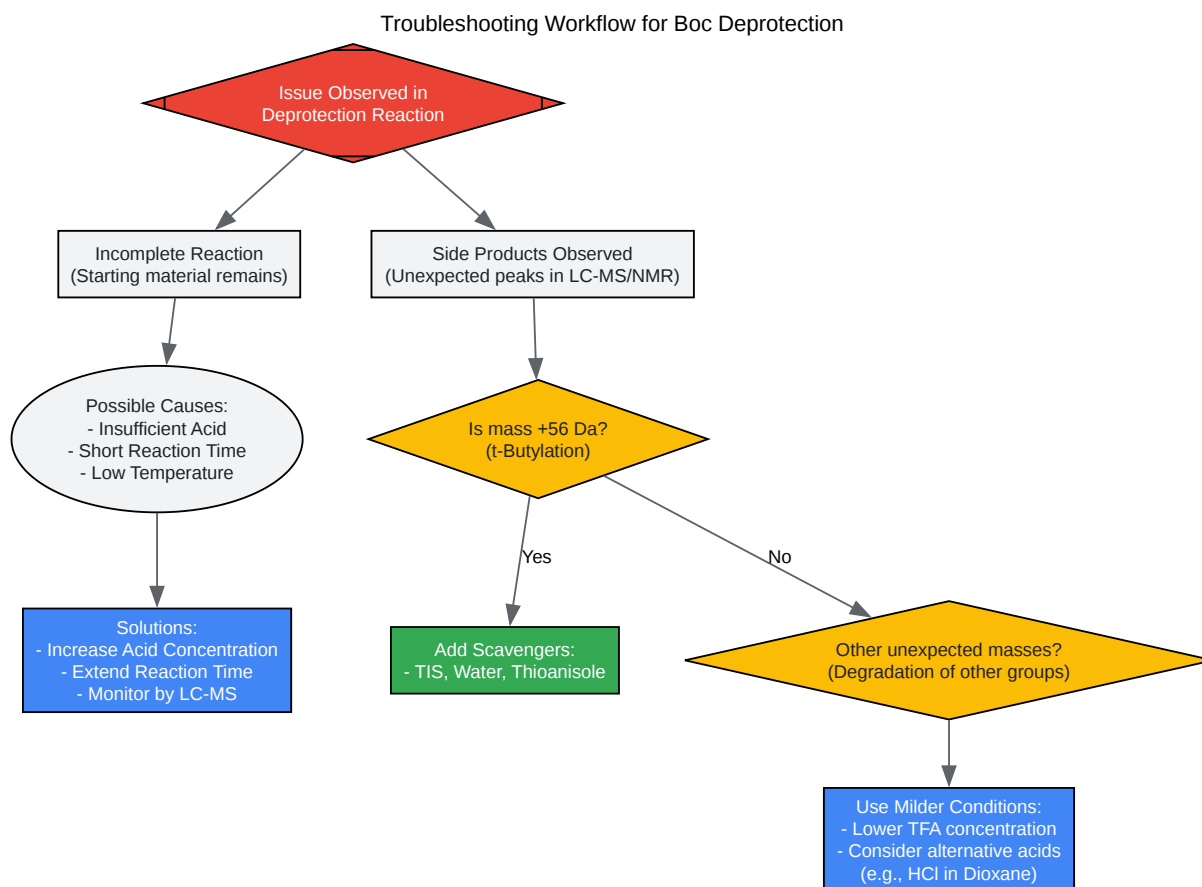 Troubleshooting Workflow for Boc Deprotection
Issue Observed in
Deprotection Reaction
Incomplete Reaction
(Starting material remains)
Side Products Observed
(Unexpected peaks in LC-MS/NMR)
Possible Causes:
- Insufficient Acid
- Short Reaction Time
- Low Temperature
Is mass +56 Da?
(t-Butylation)
Yes
No
Solutions:
- Increase Acid Concentration
- Extend Reaction Time
- Monitor by LC-MS
Add Scavengers:
- TIS, Water, Thioanisole
Other unexpected masses?
(Degradation of other groups)
Use Milder Conditions:
- Lower TFA concentration
- Consider alternative acids
(e.g., HCl in Dioxane)